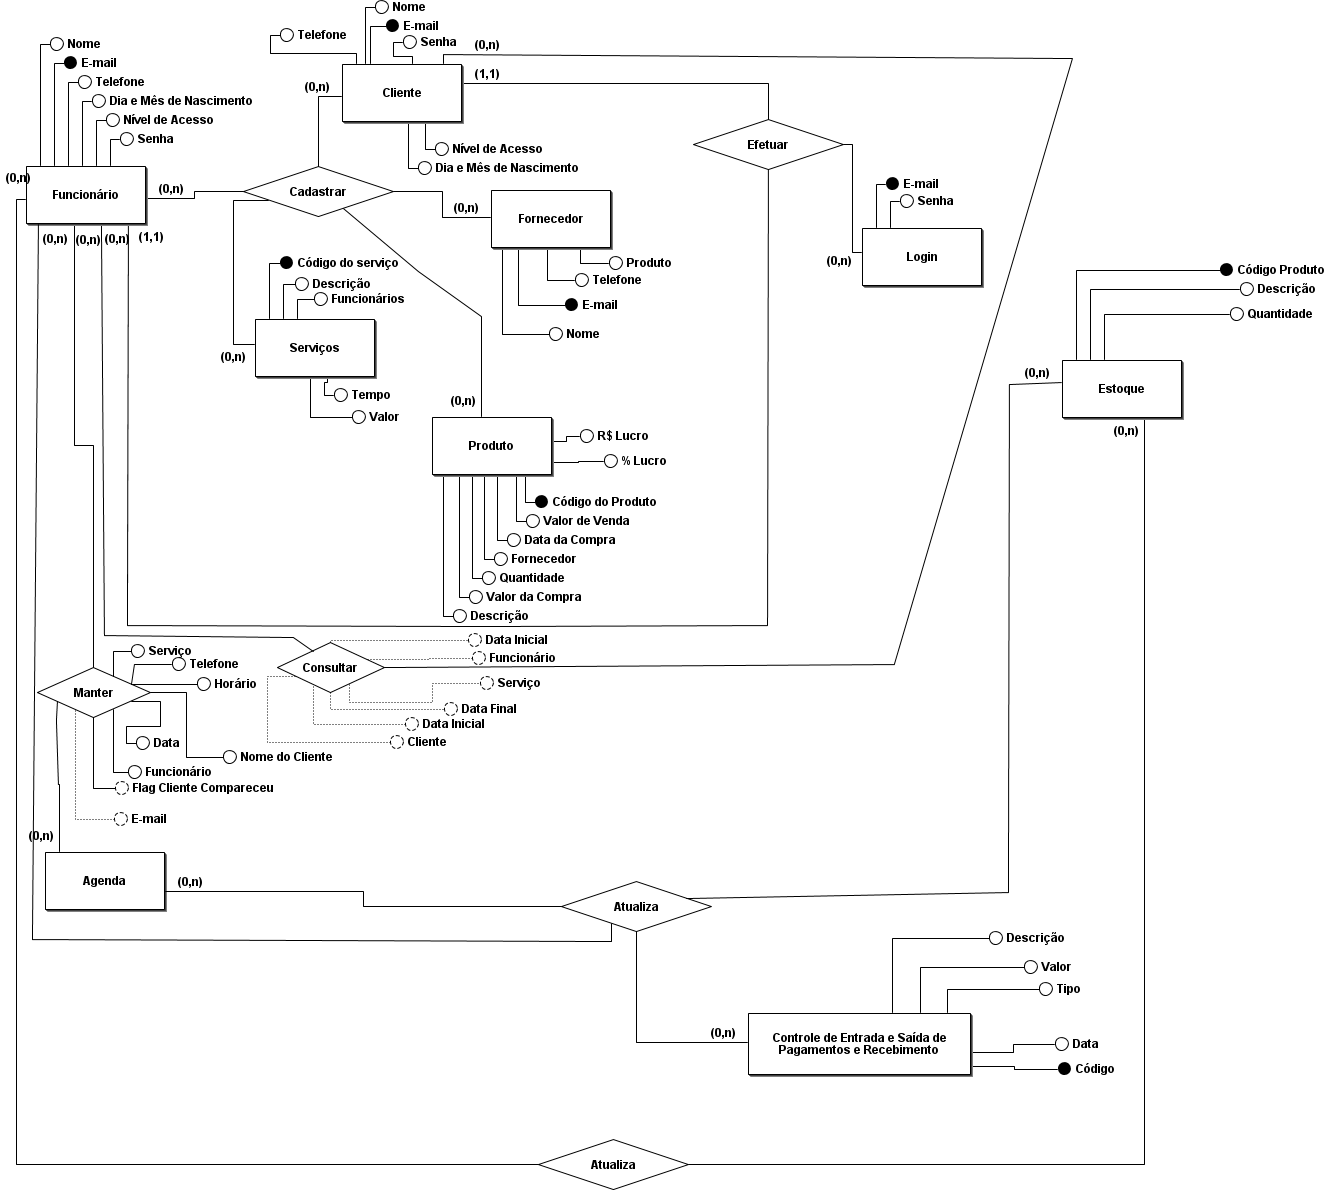 Nome
E-mail
Telefone
Senha
(0,n)
(1,1)
(0,n)
Cliente
Nível de Acesso
Dia e Mês de Nascimento
Nome
E-mail
Telefone
Dia e Mês de Nascimento
Nível de Acesso
Senha
(0,n)
Funcionário
(0,n)
(0,n)
(0,n)
(0,n)
(1,1)
Cadastrar
Efetuar
E-mail
Senha
Login
(0,n)
(0,n)
Fornecedor
Produto
Telefone
E-mail
Nome
Código do serviço
Descrição
Funcionários
Serviços
(0,n)
Tempo
Valor
Código Produto
Descrição
Quantidade
(0,n)
Estoque
(0,n)
(0,n)
Produto
R$ Lucro
% Lucro
Código do Produto
Valor de Venda
Data da Compra
Fornecedor
Quantidade
Valor da Compra
Descrição
Consultar
Data Inicial
Funcionário
Serviço
Data Final
Data Inicial
Cliente
Manter
Serviço
Telefone
Horário
Data
Nome do Cliente
Funcionário
Flag Cliente Compareceu
E-mail
(0,n)
Agenda
(0,n)
Atualiza
Descrição
Valor
Tipo
(0,n)
Controle de Entrada e Saída de
Pagamentos e Recebimento
Data
Código
Atualiza